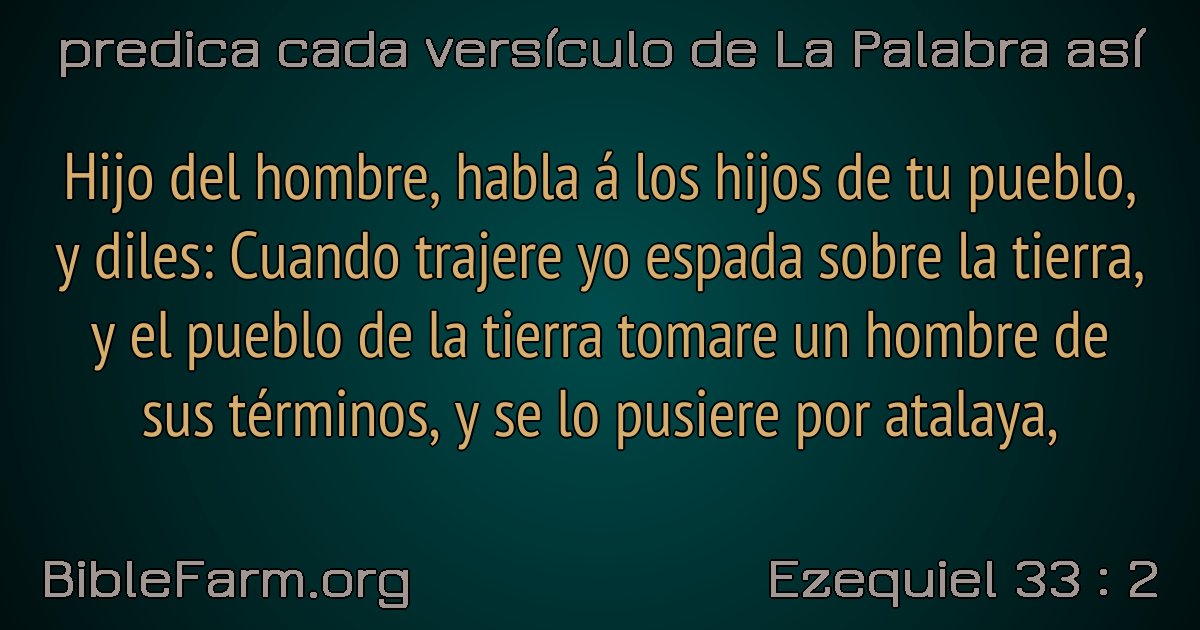 predica cada versículo de La Palabra así
Hijo del hombre, habla á los hijos de tu pueblo,
y diles: Cuando trajere yo espada sobre la tierra,
y el pueblo de la tierra tomare un hombre de
sus términos, y se lo pusiere por atalaya,
BibleFarm.org
Ezequiel 33 : 2